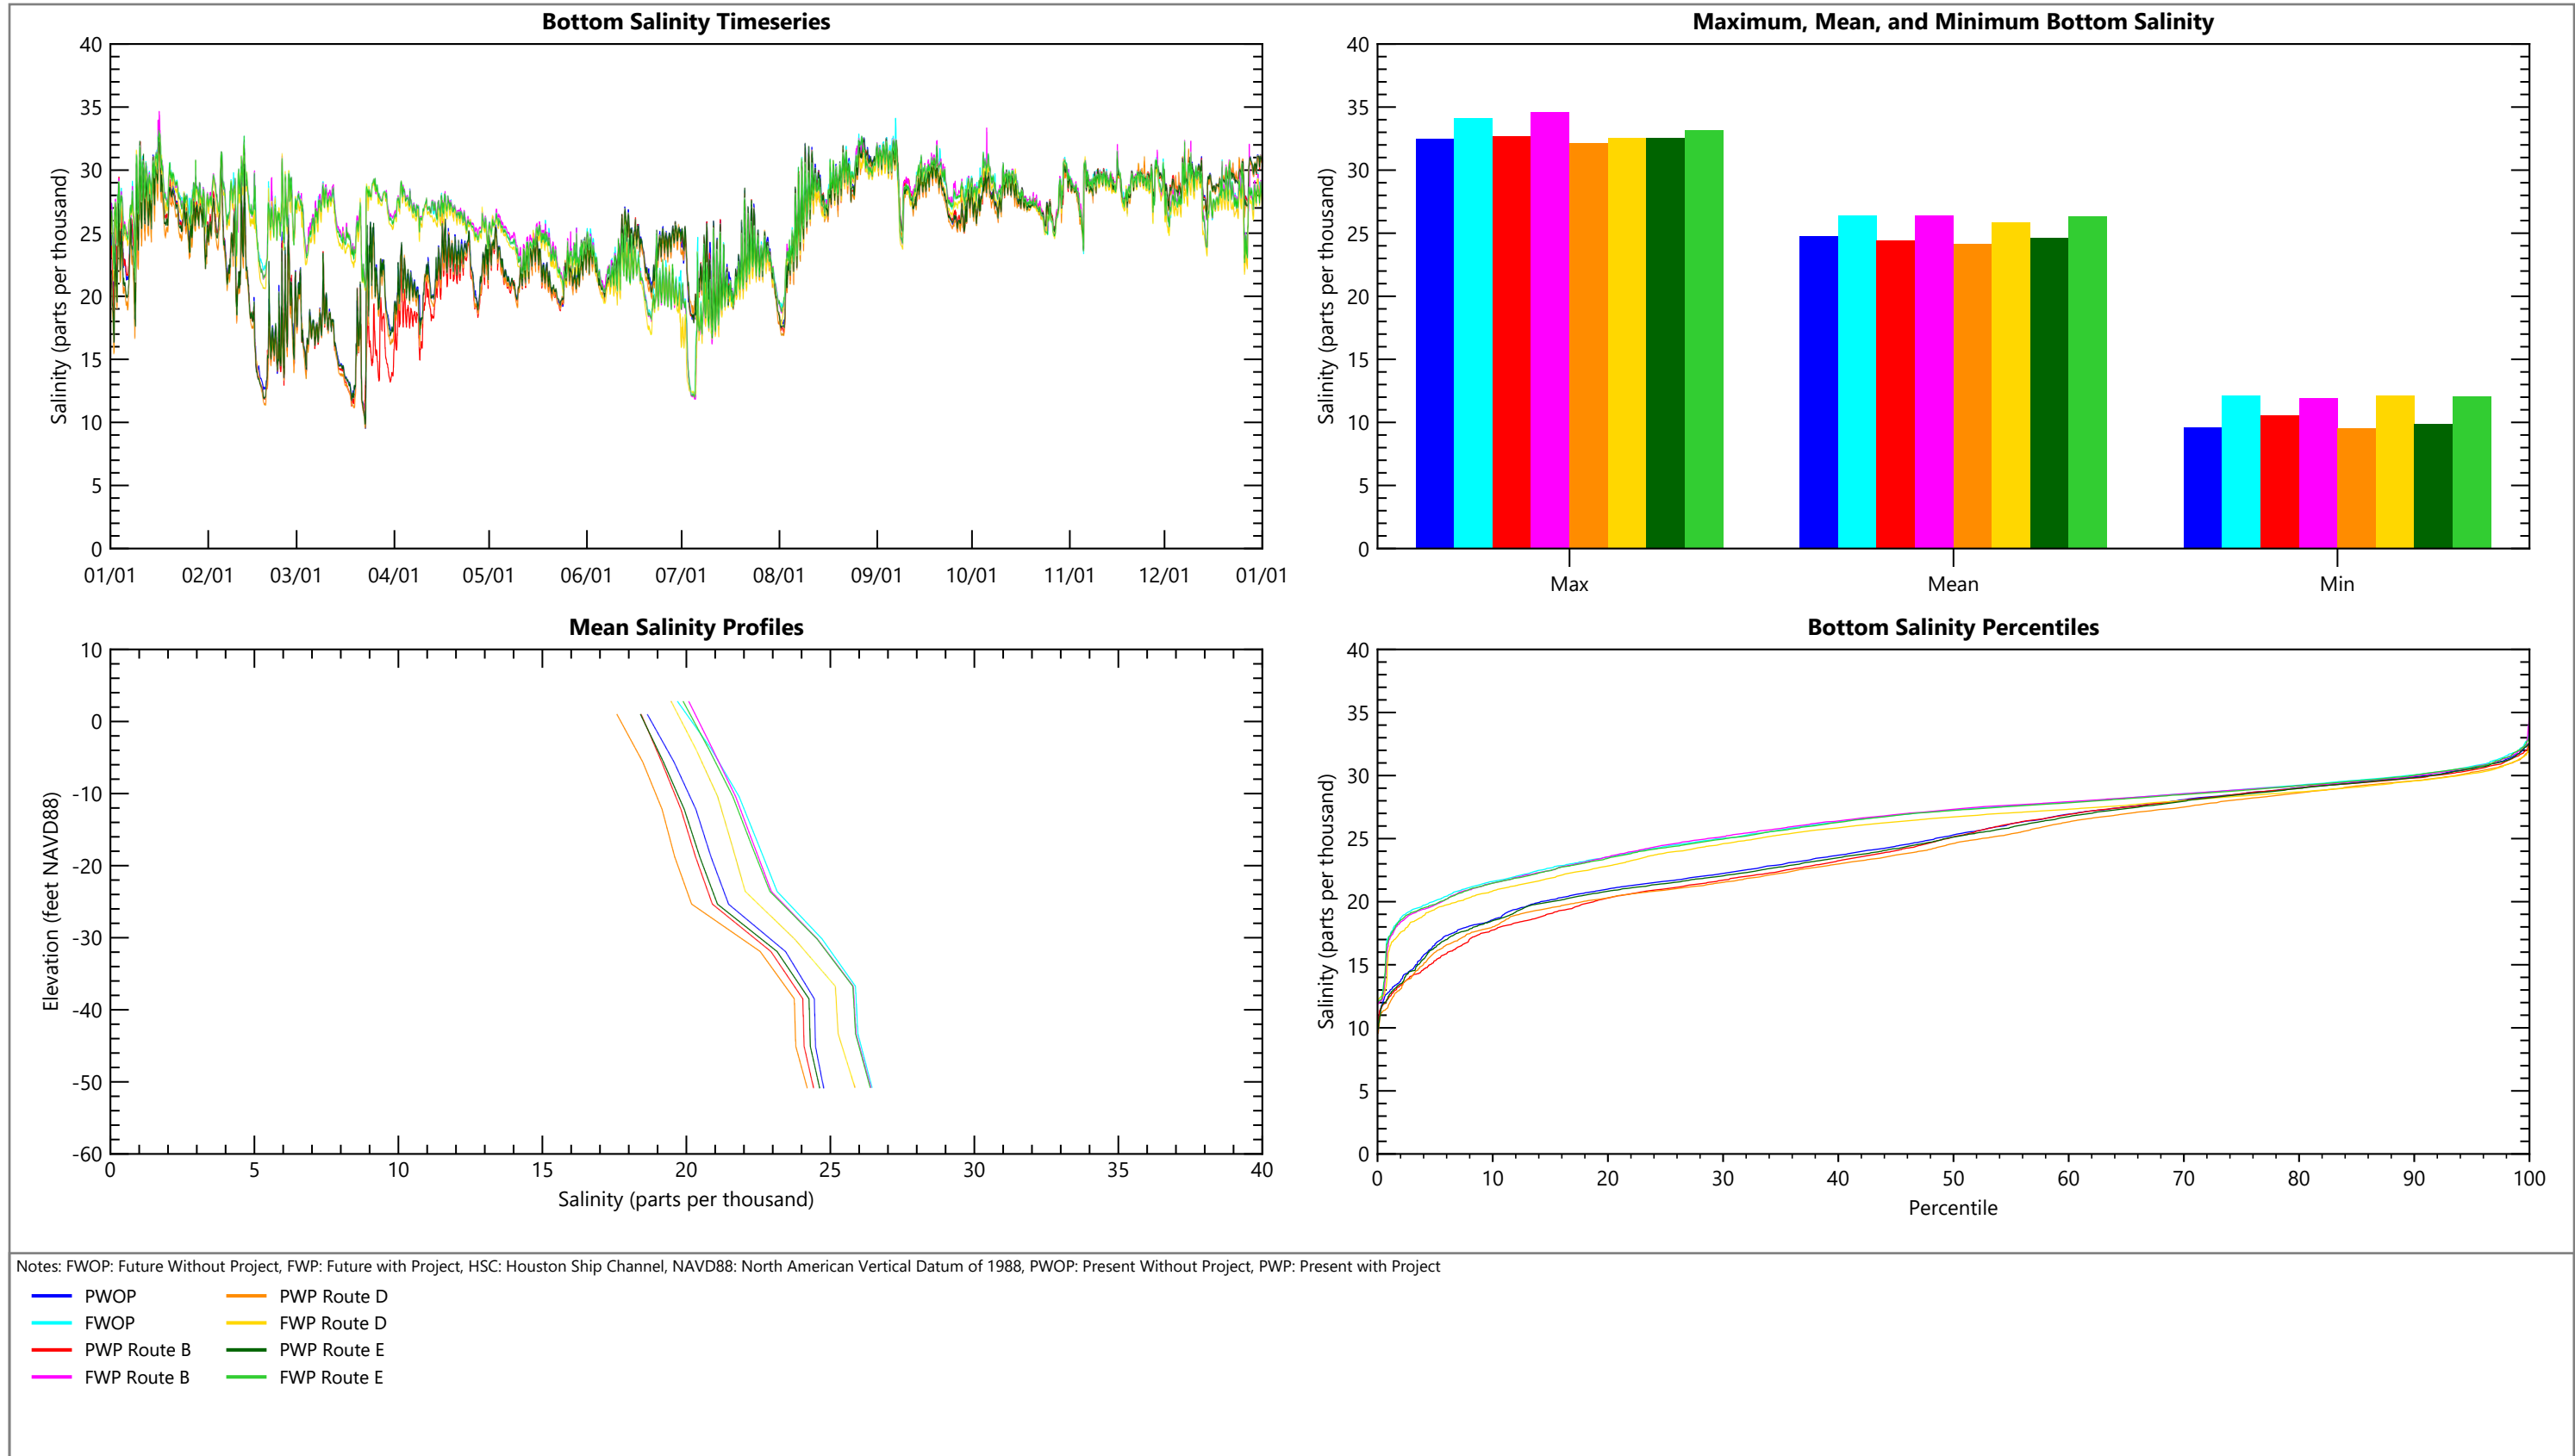 Bottom Salinity Timeseries
Salinity (parts per thousand)
40
35
30
25
20
15
10
5
0
01/01 02/01 03/01 04/01 05/01 06/01 07/01 08/01 09/01 10/01 11/01 12/01 01/01
Maximum, Mean, and Minimum Bottom Salinity
Salinity (parts per thousand)
40
35
30
25
20
15
10
5
0
Max Mean Min
Mean Salinity Profiles
Elevation (feet NAVD88)
10
0
-10
-20
-30
-40
-50
-60
0 5 10 15 20 25 30 35 40
Salinity (parts per thousand)
Bottom Salinity Percentiles
Salinity (parts per thousand)
40
35
30
25
20
15
10
5
0
0 10 20 30 40 50 60 70 80 90 100
Percentile
Notes: FWOP: Future Without Project, FWP: Future with Project, HSC: Houston Ship Channel, NAVD88: North American Vertical Datum of 1988, PWOP: Present Without Project, PWP: Present with Project
PWOP
FWOP
PWP Route B
FWP Route B
PWP Route D
FWP Route D
PWP Route E
FWP Route E